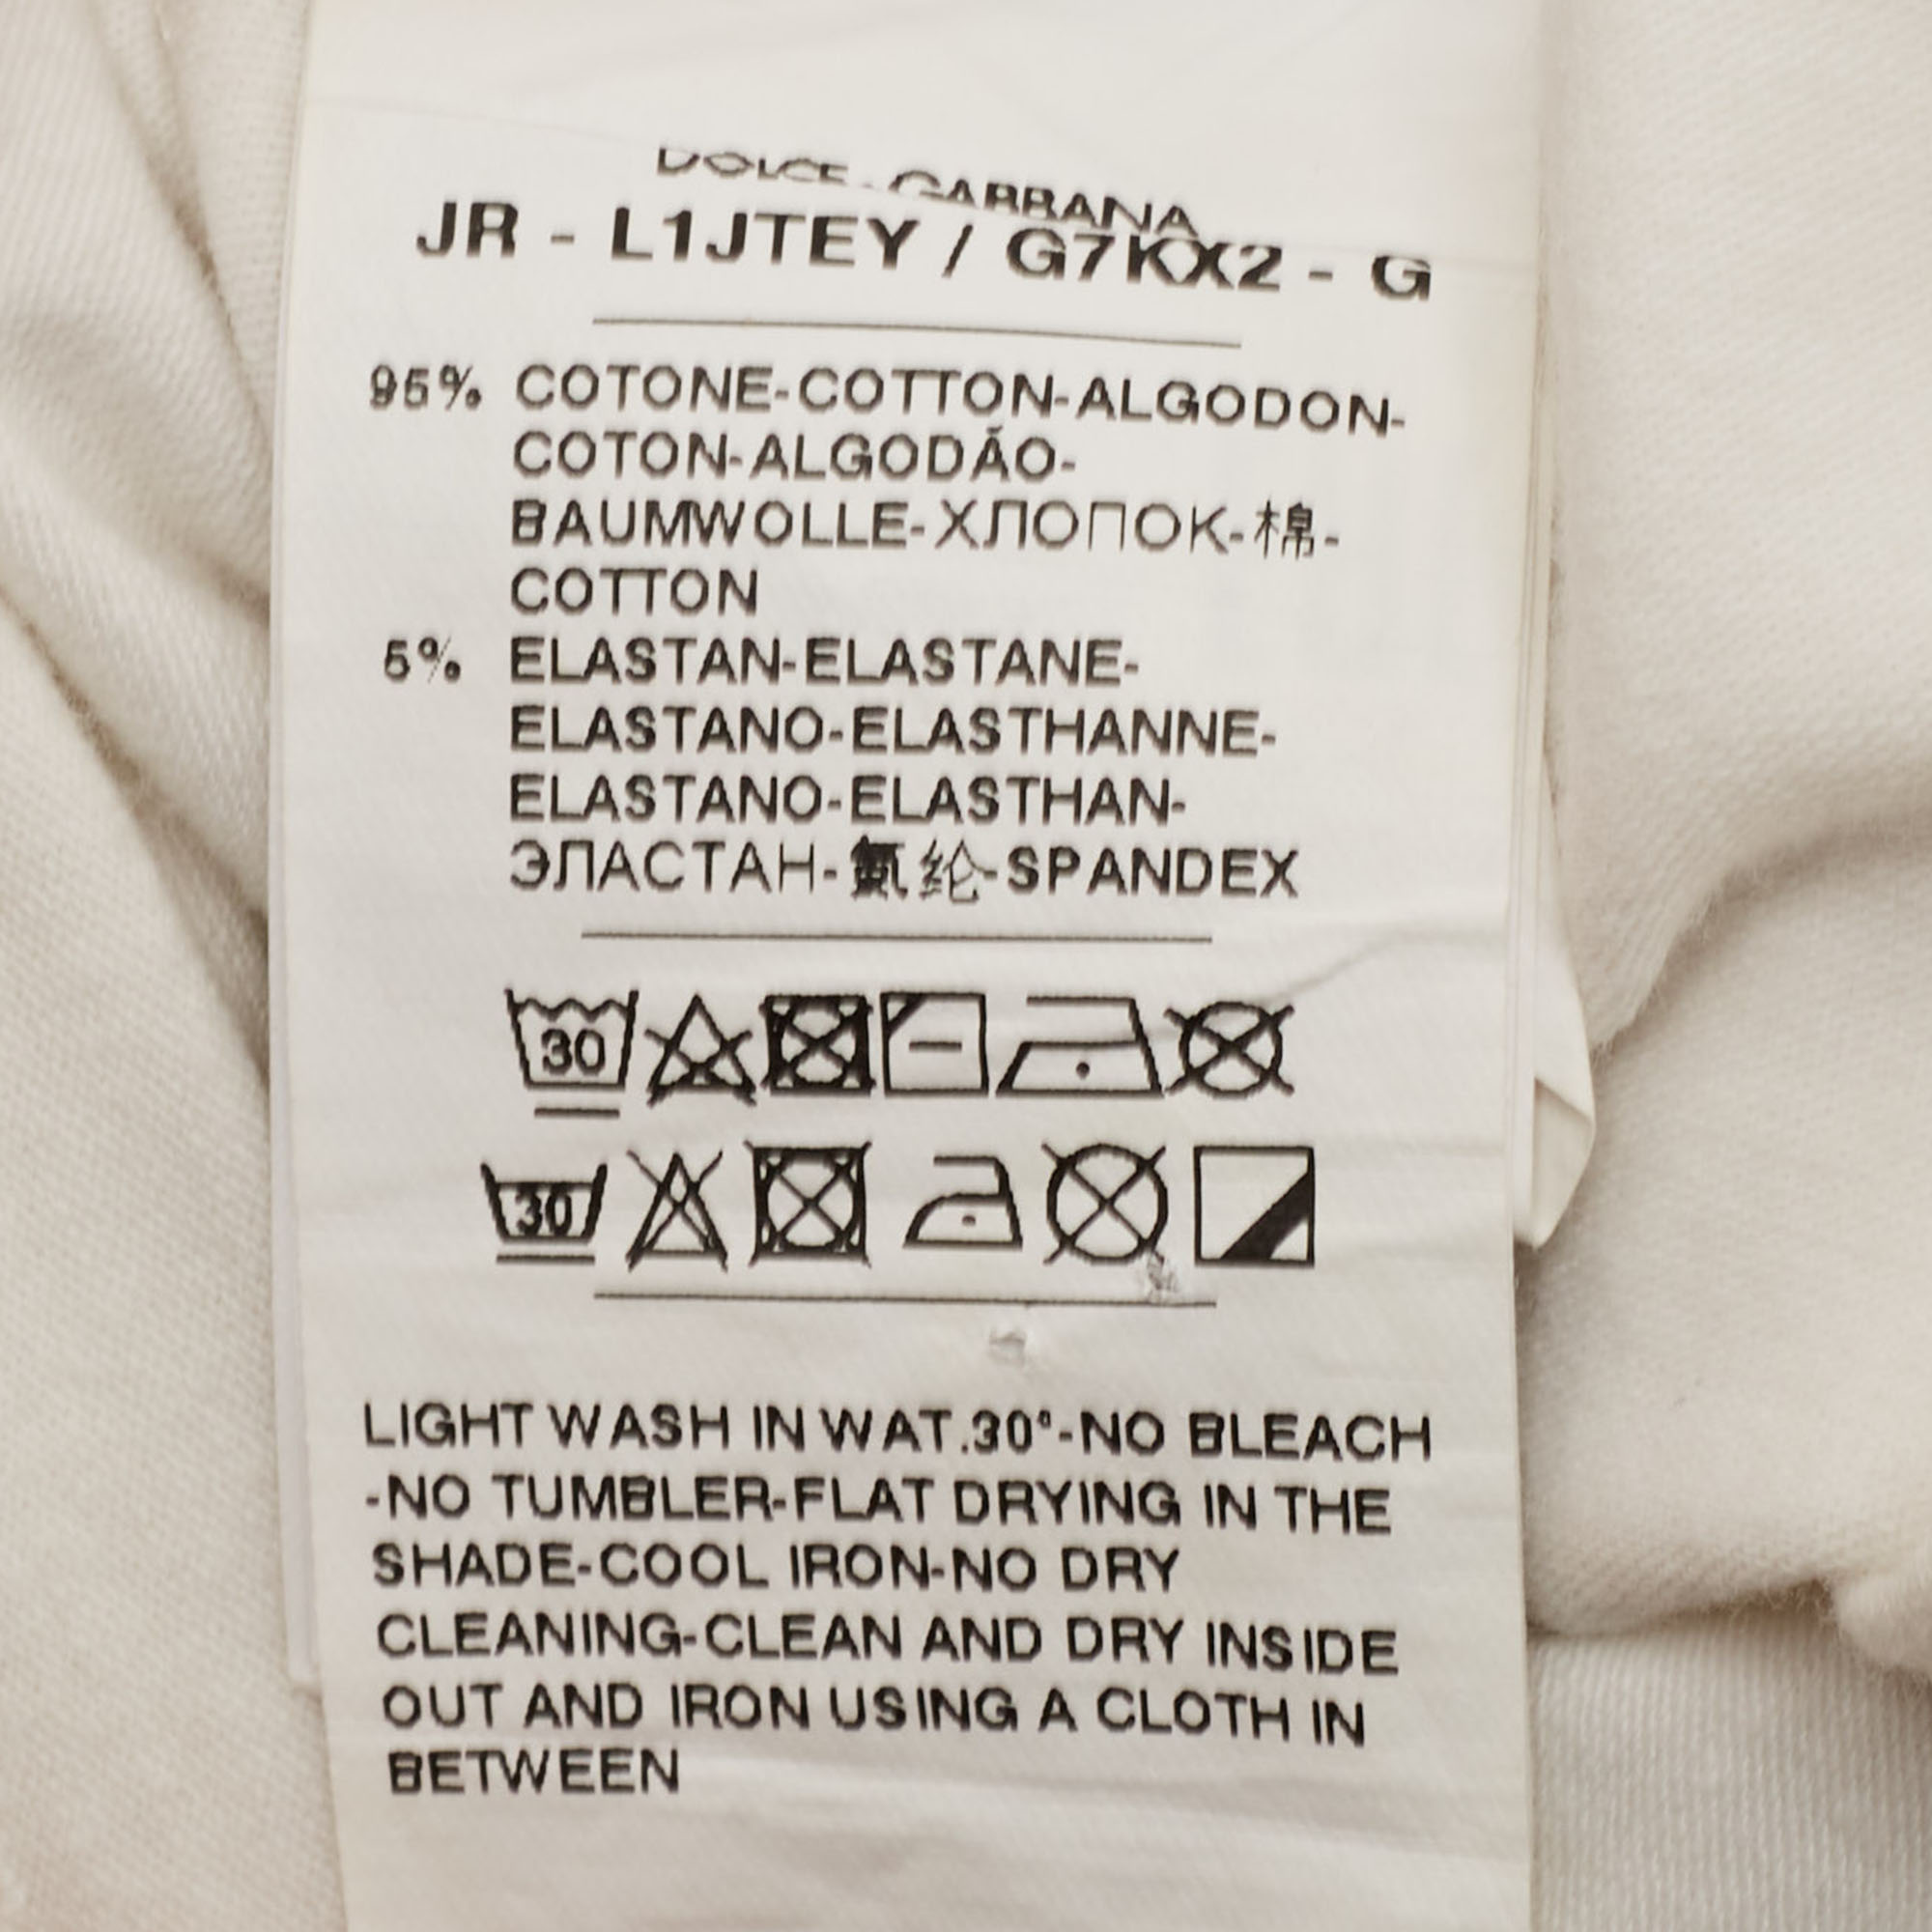 DOLCE & GABBANA
JR - L1JTEY / G7KX2 - G
95% COTONE-COTTON-ALGODON-
COTON-ALGODÃO-
BAUMWOLLE-ХЛОПОК-棉-
COTTON
5% ELASTAN-ELASTANE-
ELASTANO-ELASTHANNE-
ELASTANO-ELASTHAN-
ЭЛАСТАН-氨纶-SPANDEX
30
30
LIGHT WASH IN WAT.30°-NO BLEACH
-NO TUMBLER-FLAT DRYING IN THE
SHADE-COOL IRON-NO DRY
CLEANING-CLEAN AND DRY INSIDE
OUT AND IRON USING A CLOTH IN
BETWEEN